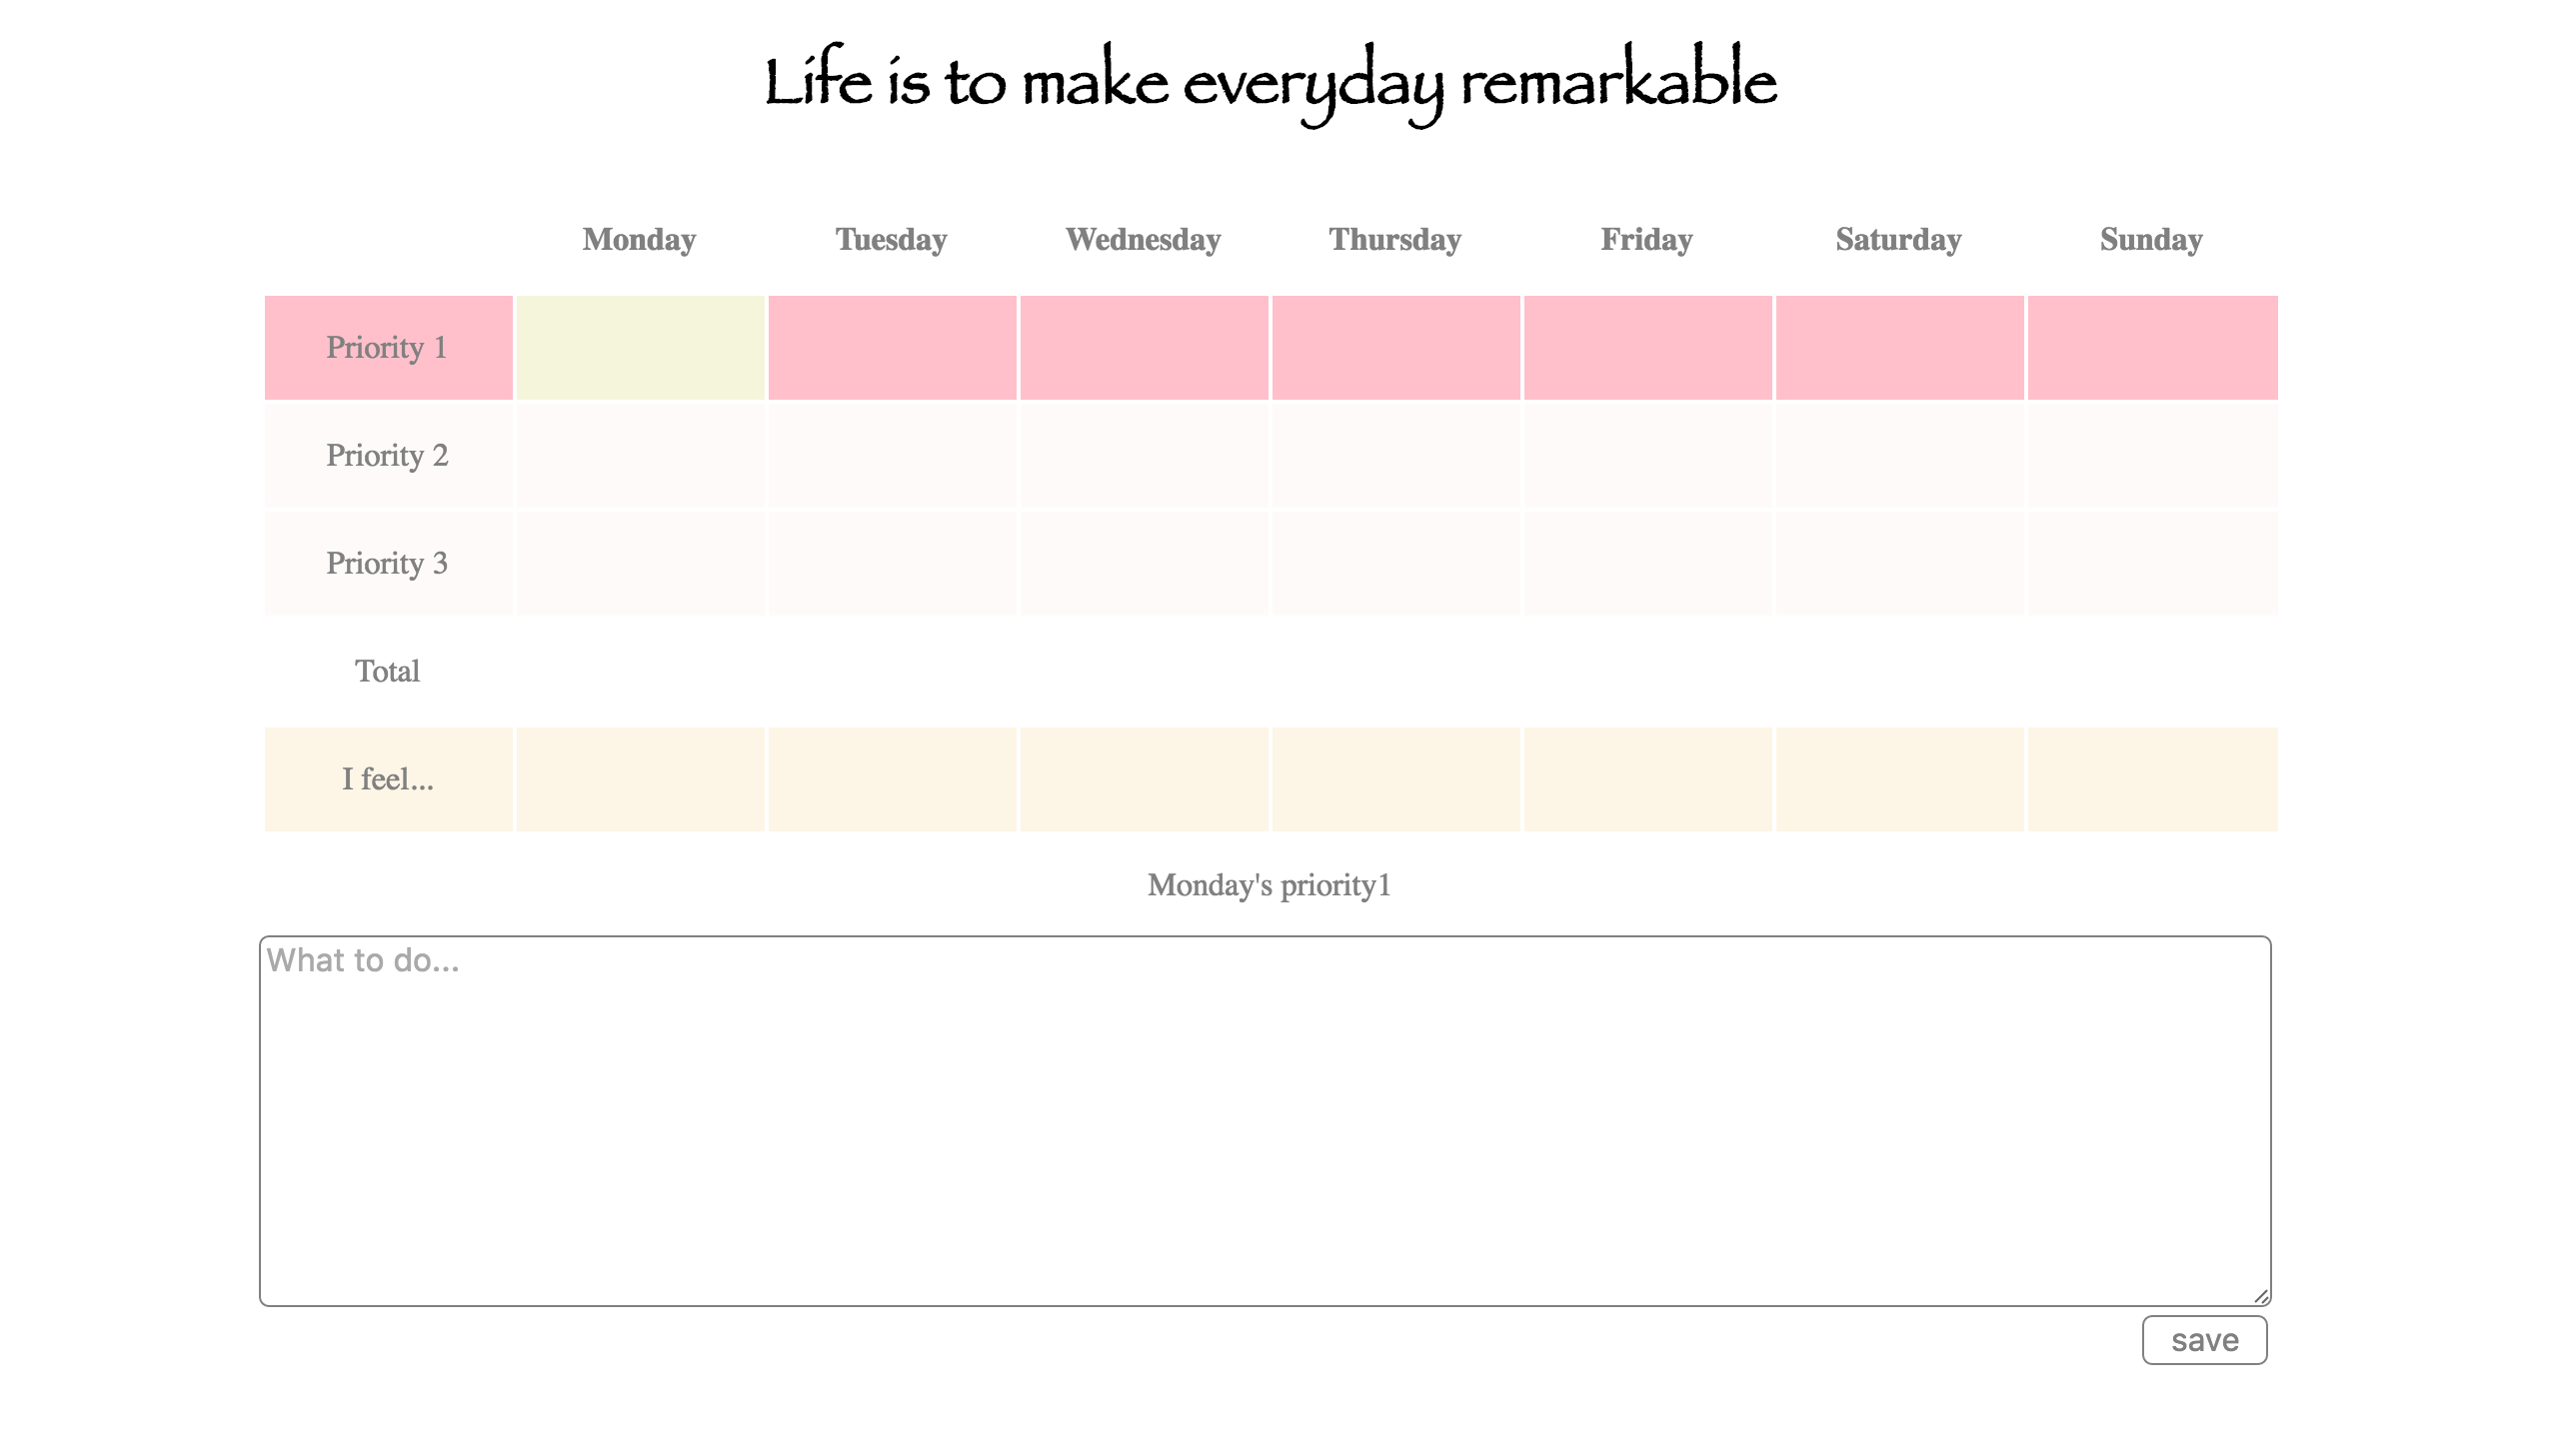 Life is to make everyday remarkable
Monday Tuesday Wednesday Thursday Friday Saturday Sunday
Priority 1
Priority 2
Priority 3
Total
I feel...
Monday's priority1
What to do...
save